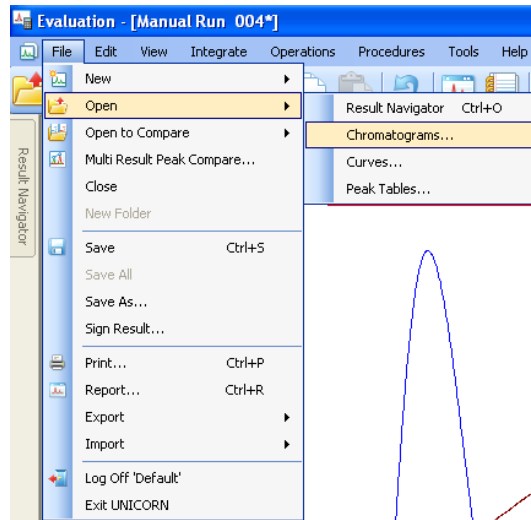 Evaluation - [Manual Run 004*]
File Edit View Integrate Operations Procedures Tools Help
New
Open
Result Navigator Ctrl+O
Open to Compare
Chromatograms...
Multi Result Peak Compare...
Curves...
Close
Peak Tables...
New Folder
Result Navigator
Save Ctrl+S
Save All
Save As...
Sign Result...
Print... Ctrl+P
Report... Ctrl+R
Export
Import
Log Off 'Default'
Exit UNICORN